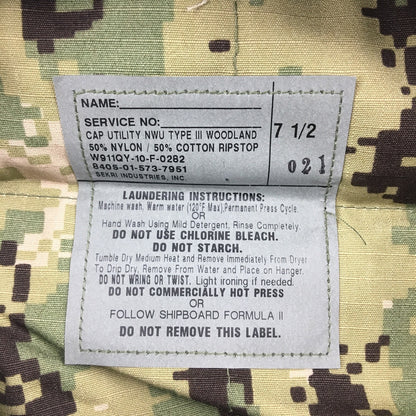 NAME:
SERVICE NO.: 7 1/2
CAP UTILITY NWU TYPE III WOODLAND
50% NYLON / 50% COTTON RIPSTOP
W911QY-10-F-0282 021
8405-01-573-7951
SEKRI INDUSTRIES, INC.
LAUNDERING INSTRUCTIONS:
Machine wash, Warm water (120°F Max),Permanent Press Cycle.
OR
Hand Wash Using Mild Detergent, Rinse Completely.
DO NOT USE CHLORINE BLEACH.
DO NOT STARCH.
Tumble Dry Medium Heat and Remove Immediately From Dryer
To Drip Dry, Remove From Water and Place on Hanger.
DO NOT WRING OR TWIST. Light ironing if needed.
DO NOT COMMERCIALLY HOT PRESS
OR
FOLLOW SHIPBOARD FORMULA II
DO NOT REMOVE THIS LABEL.